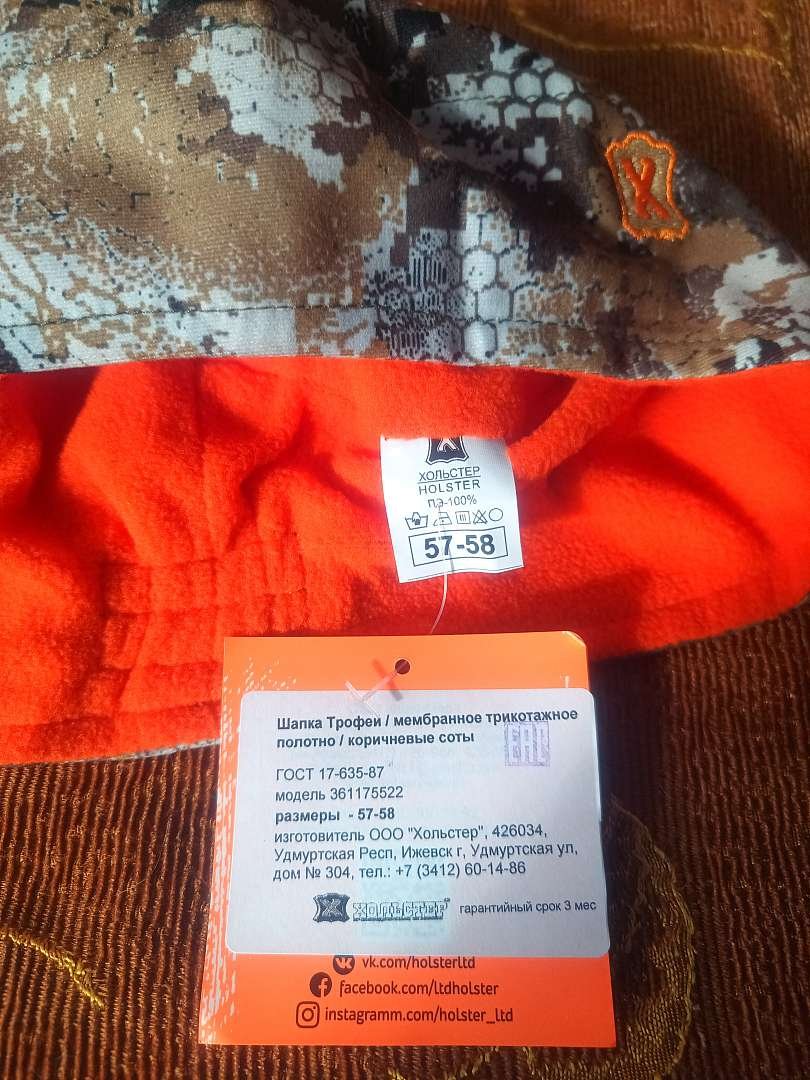 ХОЛЬСТЕР
HOLSTER
ПЭ-100%
57-58
Шапка Трофей / мембранное трикотажное
полотно / коричневые соты
ГОСТ 17-635-87
модель 361175522
размеры - 57-58
изготовитель ООО "Хольстер", 426034,
Удмуртская Респ, Ижевск г, Удмуртская ул,
дом № 304, тел.: +7 (3412) 60-14-86
ХОЛЬСТЕР гарантийный срок 3 мес
vk.com/holsterltd
facebook.com/ltdholster
instagramm.com/holster_ltd